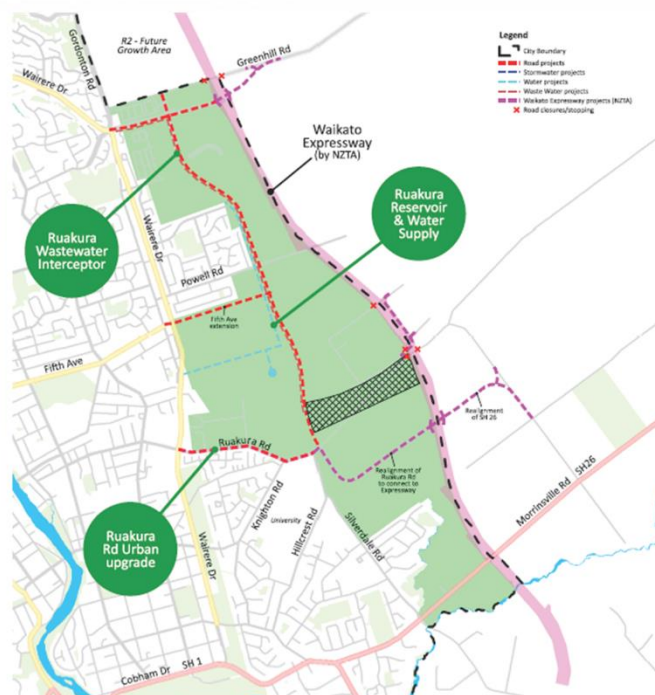 R2 - Future
Growth Area
Gordonton Rd
Wairere Dr
Greenhill Rd
Legend
City Boundary
Road projects
Stormwater projects
Water projects
Waste Water projects
Waikato Expressway projects (NZTA)
Road closures/stopping
Waikato
Expressway
(by NZTA)
Ruakura
Reservoir
& Water
Supply
Ruakura
Wastewater
Interceptor
Wairere Dr
Powell Rd
Fifth Ave
extension
Fifth Ave
Realignment
of SH 26
Ruakura Rd
Realignment of
Ruakura Rd
to connect to
Expressway
Morrinsville Rd SH26
Knighton Rd
University
Hillcrest Rd
Silverdale Rd
Ruakura
Rd Urban
upgrade
Wairere Dr
Cobham Dr SH 1